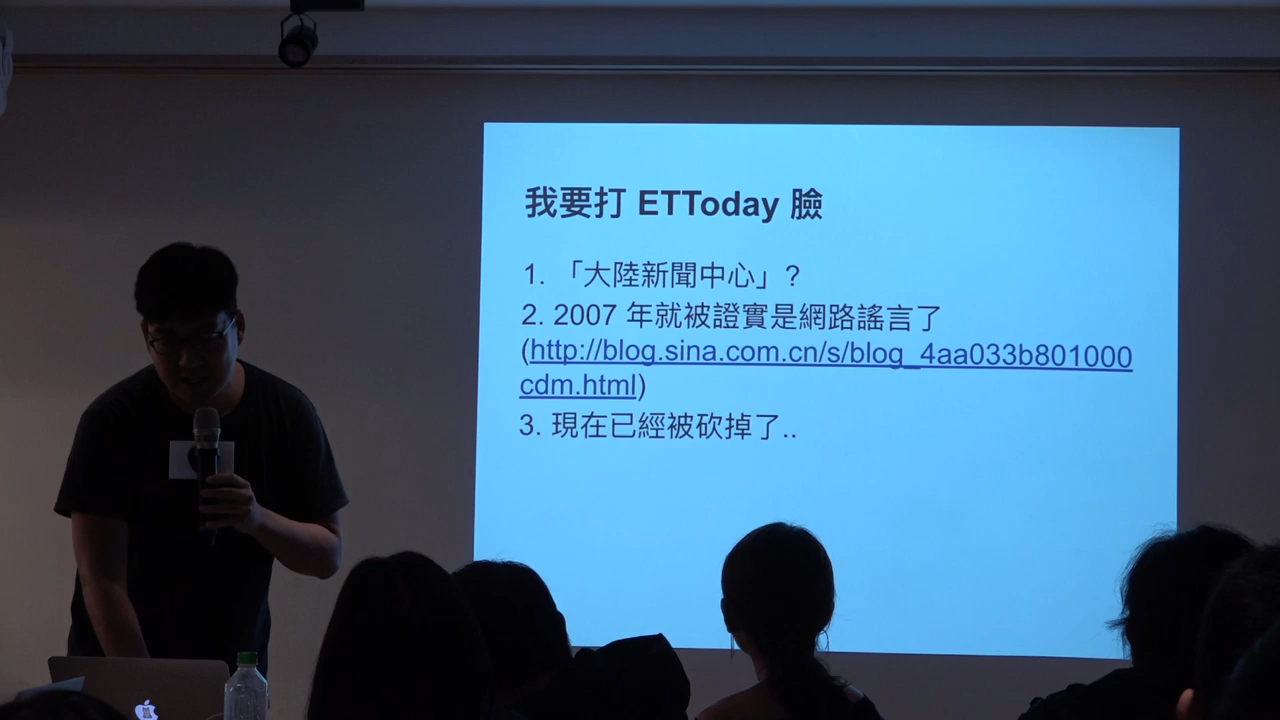 我要打 ETToday 臉
1. 「大陸新聞中心」?
2. 2007 年就被證實是網路謠言了
(http://blog.sina.com.cn/s/blog_4aa033b801000
cdm.html)
3. 現在已經被砍掉了..